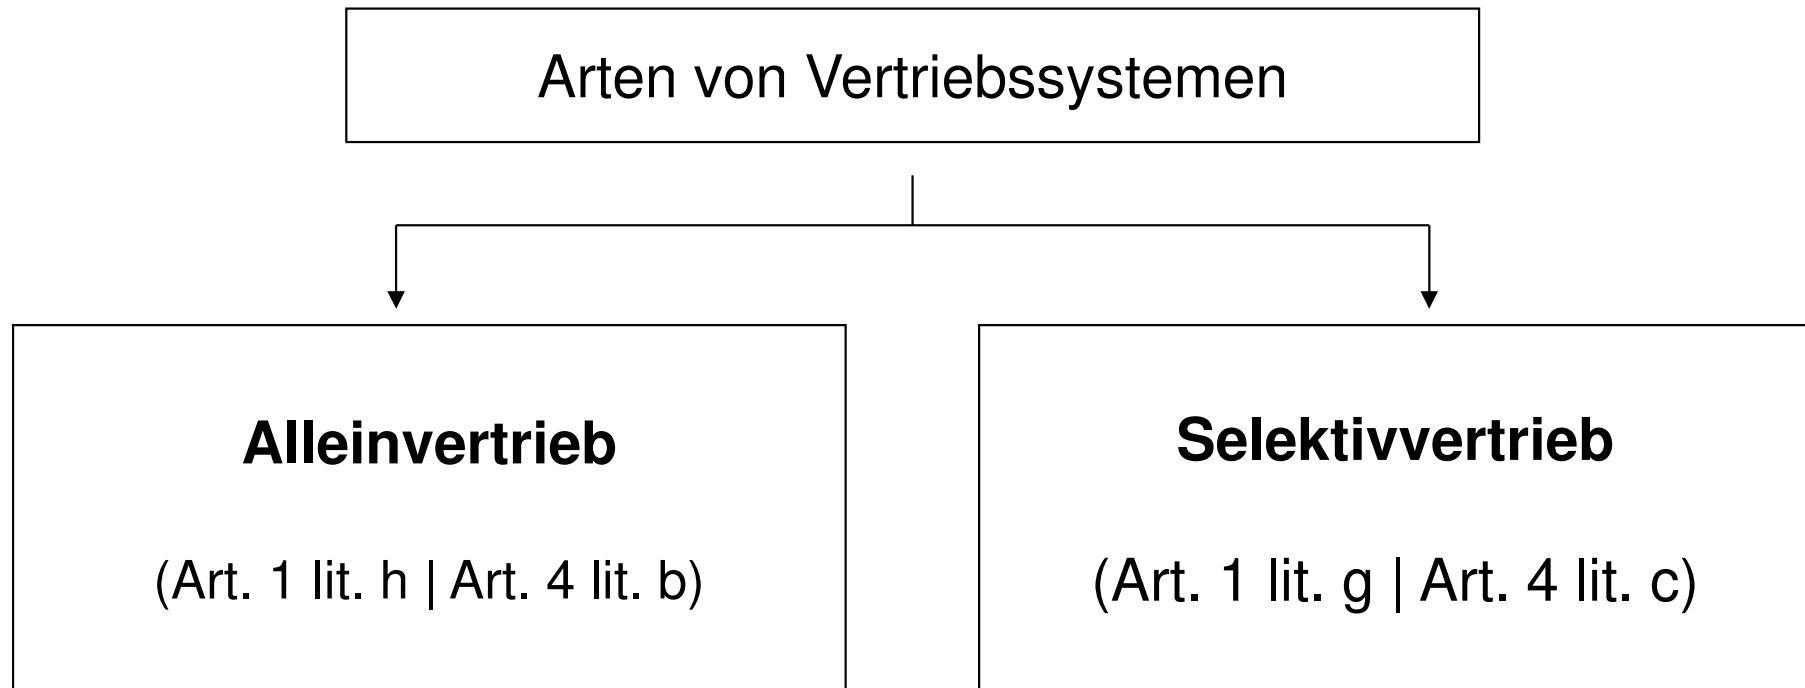 Arten von Vertriebssystemen
Alleinvertrieb
(Art. 1 lit. h | Art. 4 lit. b)
Selektivvertrieb
(Art. 1 lit. g | Art. 4 lit. c)